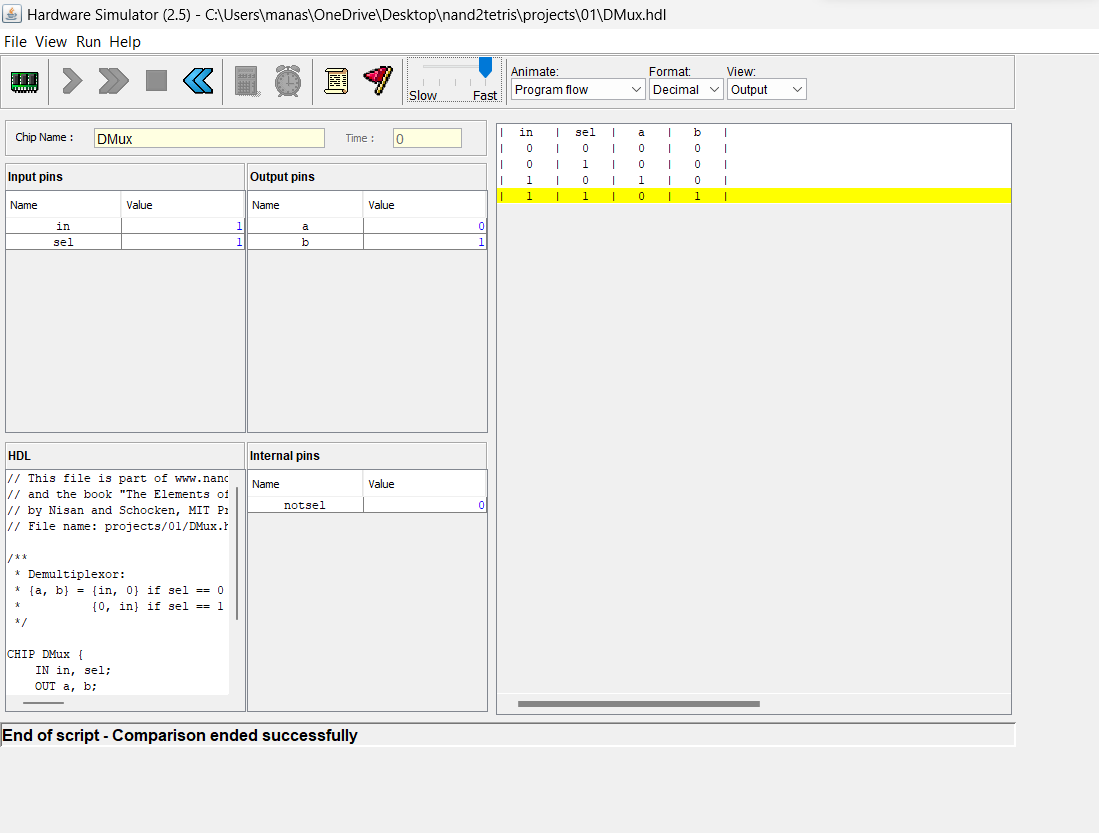 Hardware Simulator (2.5) - C:\Users\manas\OneDrive\Desktop\nand2tetris\projects\01\DMux.hdl
File View Run Help
Slow Fast
Animate: Format: View:
Program flow Decimal Output
Chip Name : DMux Time : 0
Input pins
Name Value
in 1
sel 1
Output pins
Name Value
a 0
b 1
HDL
// This file is part of www.nand
// and the book "The Elements of
// by Nisan and Schocken, MIT Pr
// File name: projects/01/DMux.h
/**
* Demultiplexor:
* {a, b} = {in, 0} if sel == 0
* {0, in} if sel == 1
*/
CHIP DMux {
IN in, sel;
OUT a, b;
Internal pins
Name Value
notsel 0
| in | sel | a | b |
| 0 | 0 | 0 | 0 |
| 0 | 1 | 0 | 0 |
| 1 | 0 | 1 | 0 |
| 1 | 1 | 0 | 1 |
End of script - Comparison ended successfully